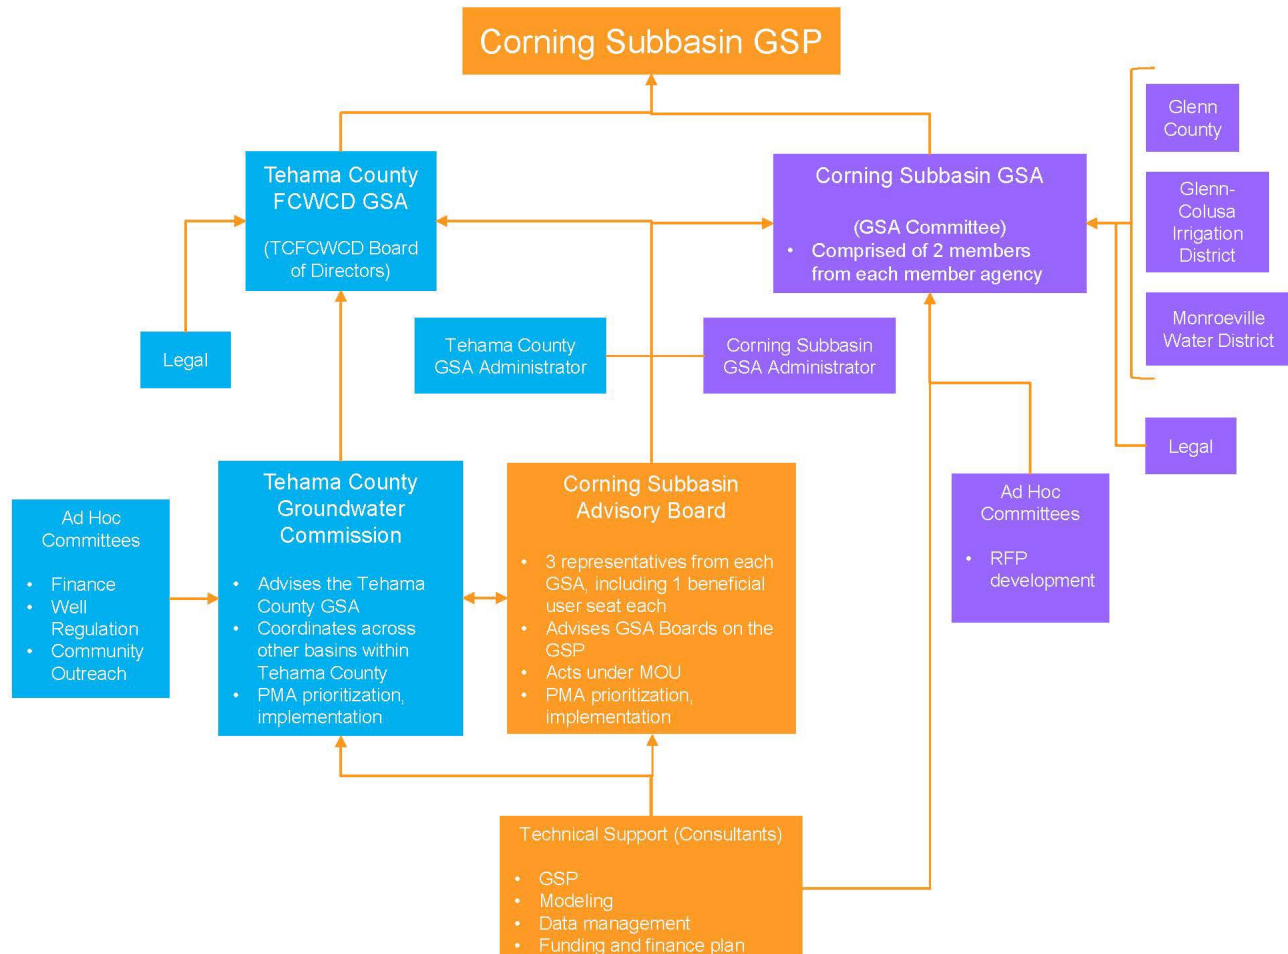 Corning Subbasin GSP
Tehama County
FCWCD GSA
(TCFCWCD Board
of Directors)
Corning Subbasin GSA
(GSA Committee)
• Comprised of 2 members
from each member agency
Glenn
County
Glenn-
Colusa
Irrigation
District
Monroeville
Water District
Legal
Tehama County
GSA Administrator
Corning Subbasin
GSA Administrator
Legal
Ad Hoc
Committees
• Finance
• Well
Regulation
• Community
Outreach
Tehama County
Groundwater
Commission
• Advises the Tehama
County GSA
• Coordinates across
other basins within
Tehama County
• PMA prioritization,
implementation
Corning Subbasin
Advisory Board
• 3 representatives from each
GSA, including 1 beneficial
user seat each
• Advises GSA Boards on the
GSP
• Acts under MOU
• PMA prioritization,
implementation
Ad Hoc
Committees
• RFP
development
Technical Support (Consultants)
• GSP
• Modeling
• Data management
• Funding and finance plan